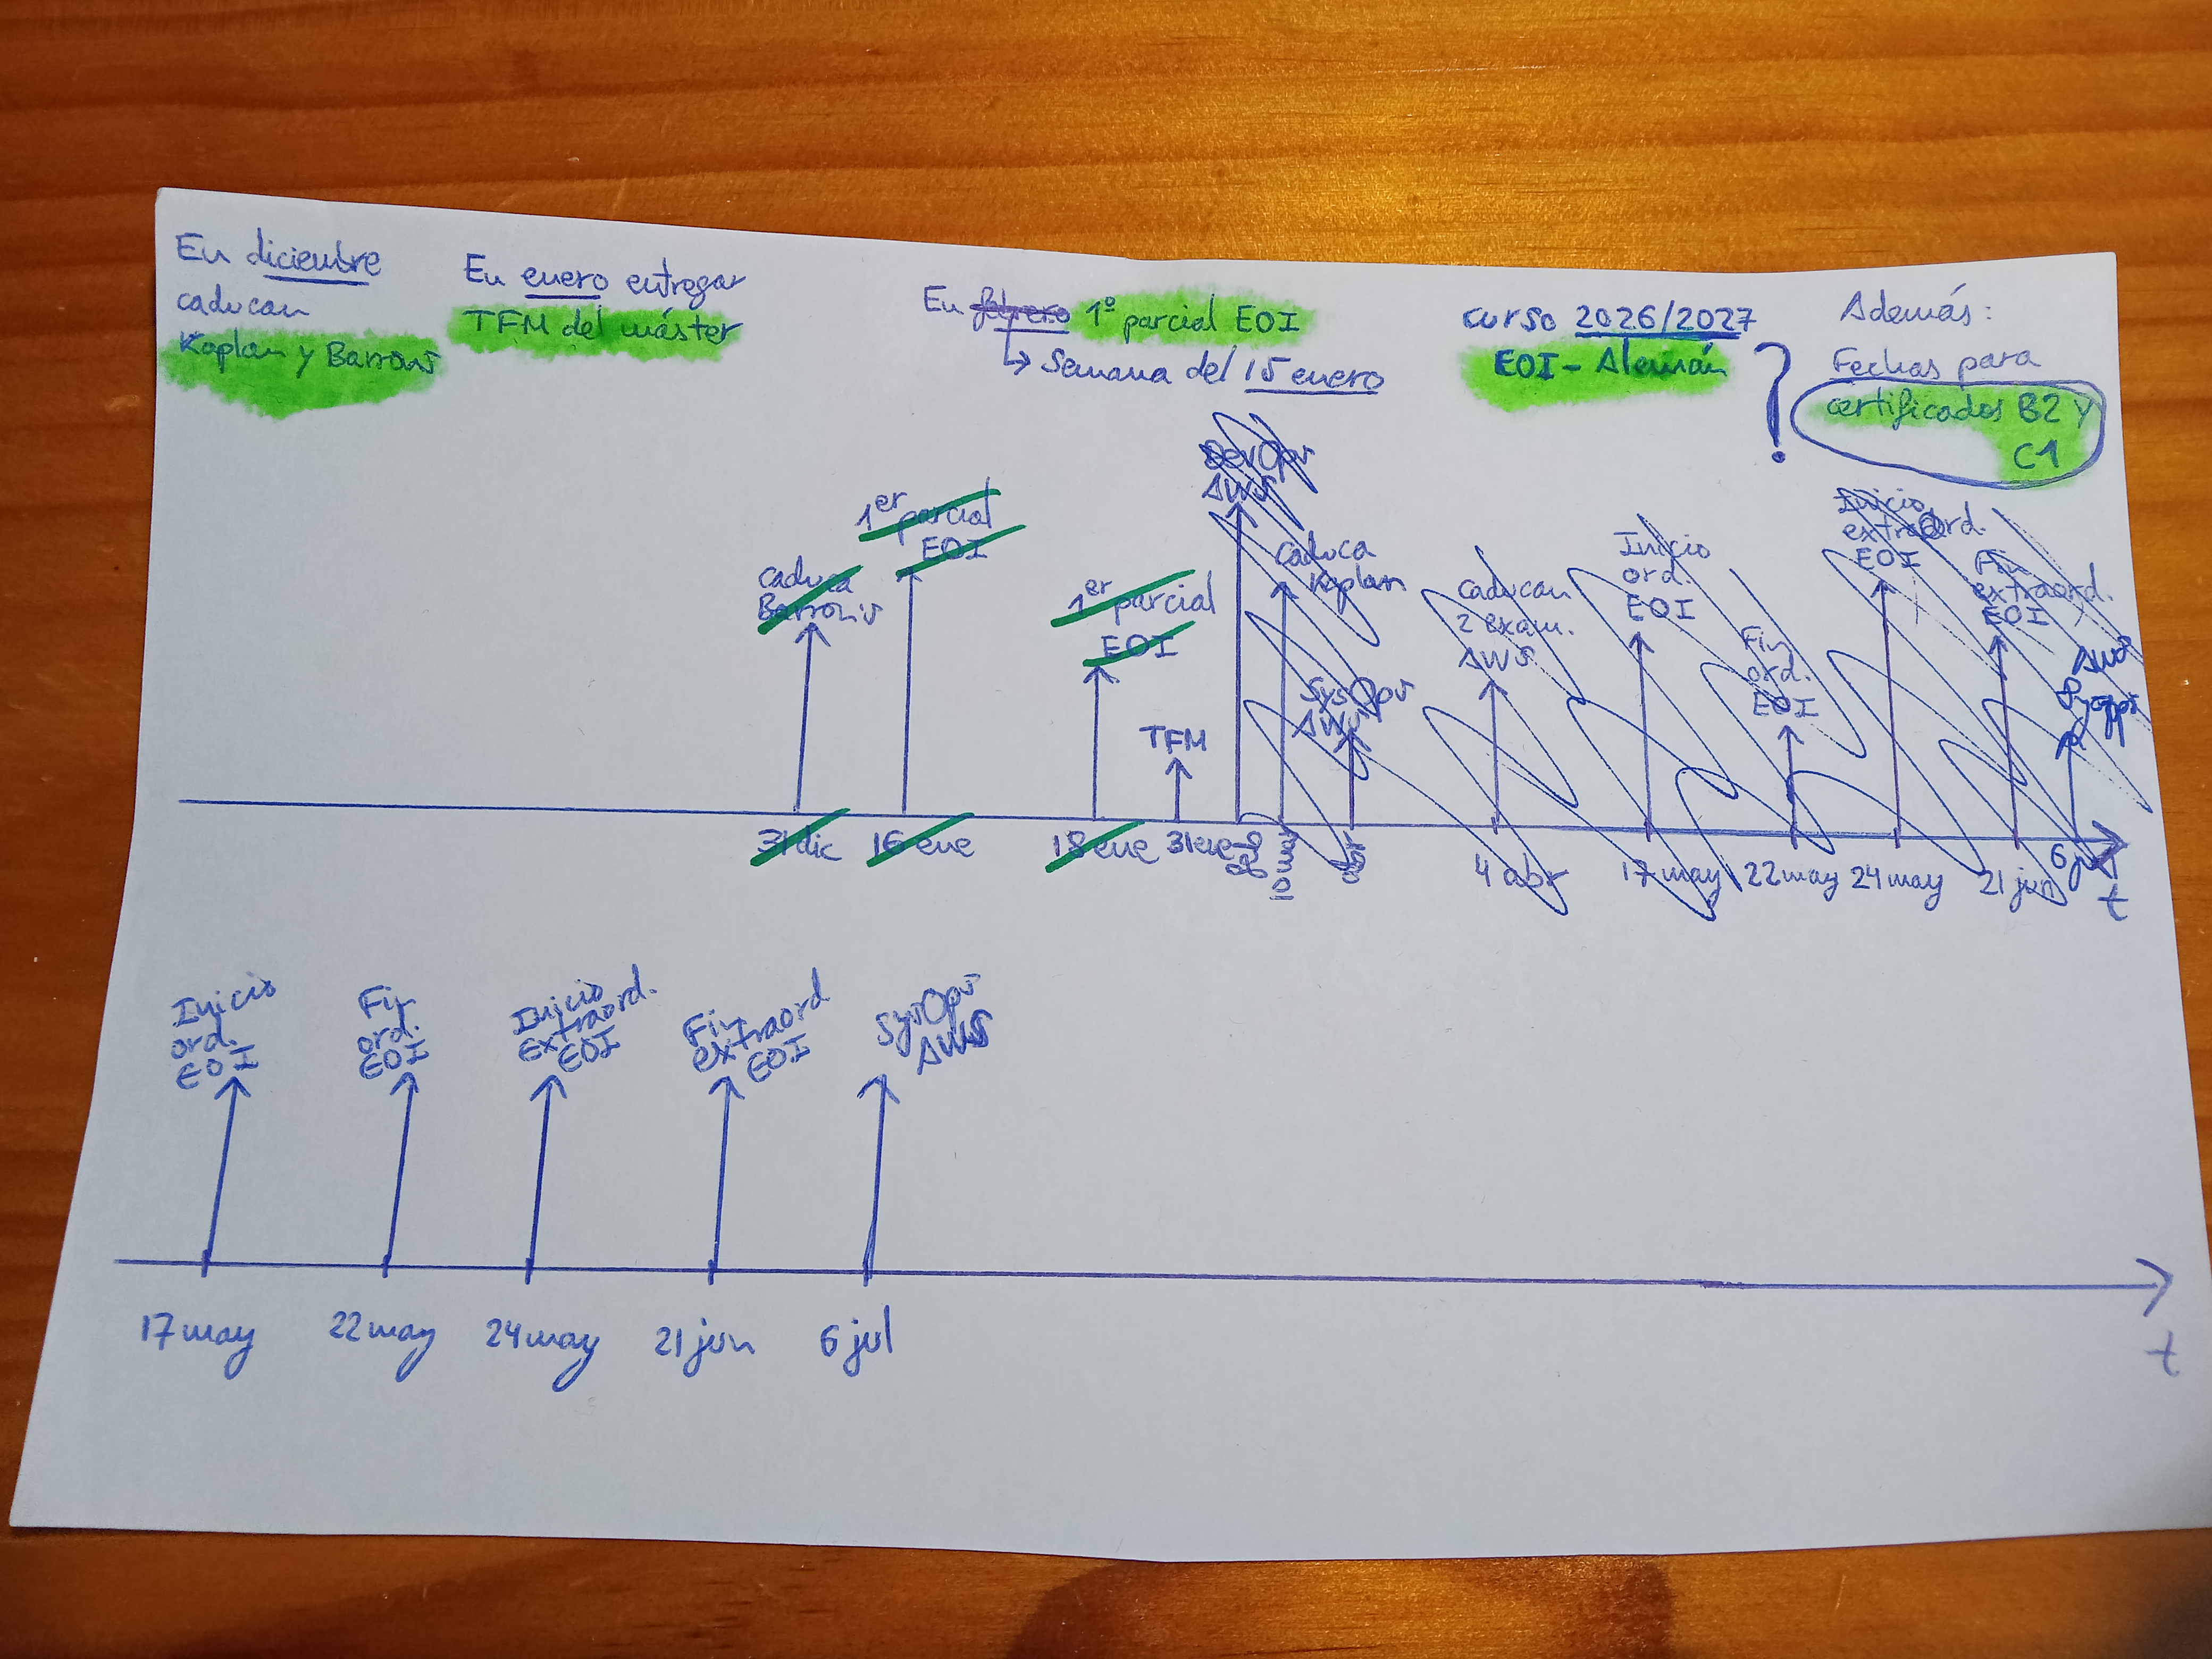 En diciembre
caducan
Kaplan y Barrons
En enero entregar
TFM del máster
En febrero 1º parcial EOI
↳ Semana del 15 enero
curso 2026/2027
EOI - Alemán
?
Además:
Fechas para
certificados B2 y
C1
caduca
Barrons
1er parcial
EOI
1er parcial
EOI
TFM
DevOps
AWS
caduca
Kaplan
SysOps
AWS
Caducan
2 exam.
AWS
Inicio
ord.
EOI
Fin
ord.
EOI
Inicio
extraord.
EOI
Fin
extraord.
EOI
AWS
31 dic
16 ene
18 ene
31 ene
10 mar
abr
4 abr
17 may
22 may
24 may
21 jun
6 jul
t
Inicio
ord.
EOI
Fin
ord.
EOI
Inicio
Extraord.
EOI
Fin
extraord
EOI
SysOps
AWS
17 may
22 may
24 may
21 jun
6 jul
t